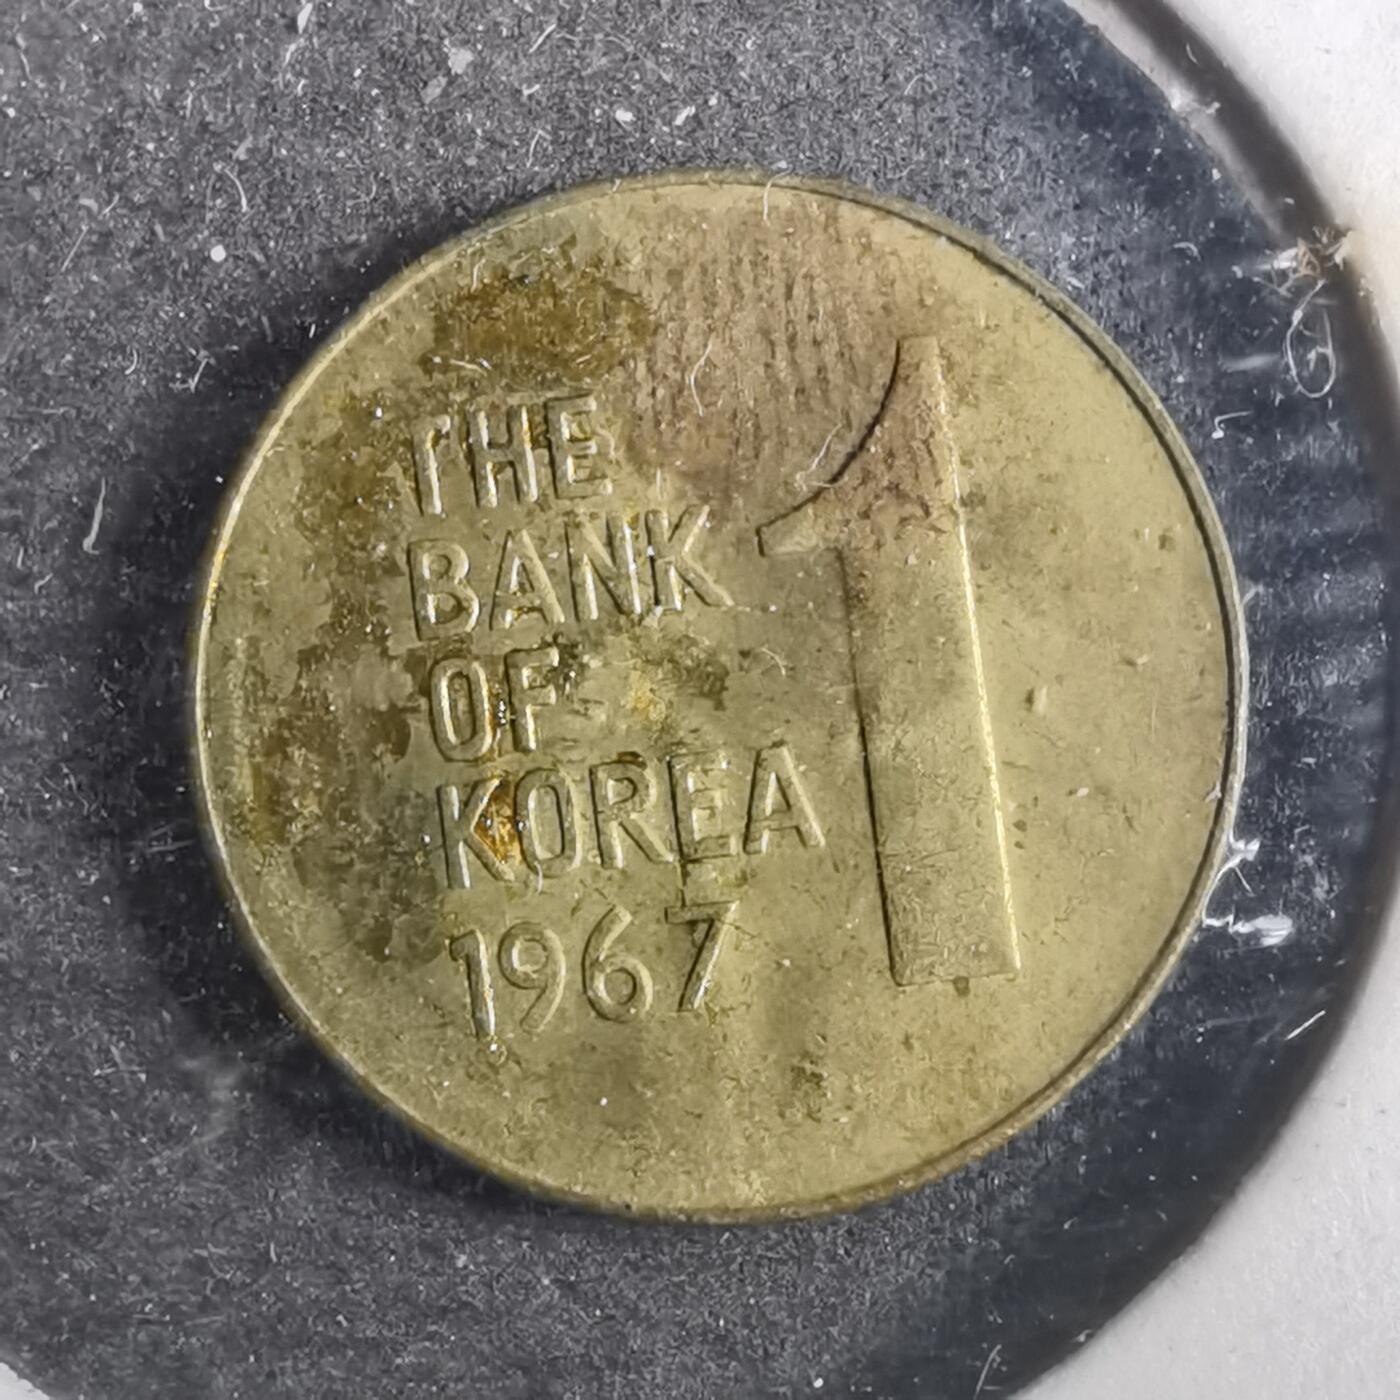 THE
BANK
OF
KOREA
1967
1